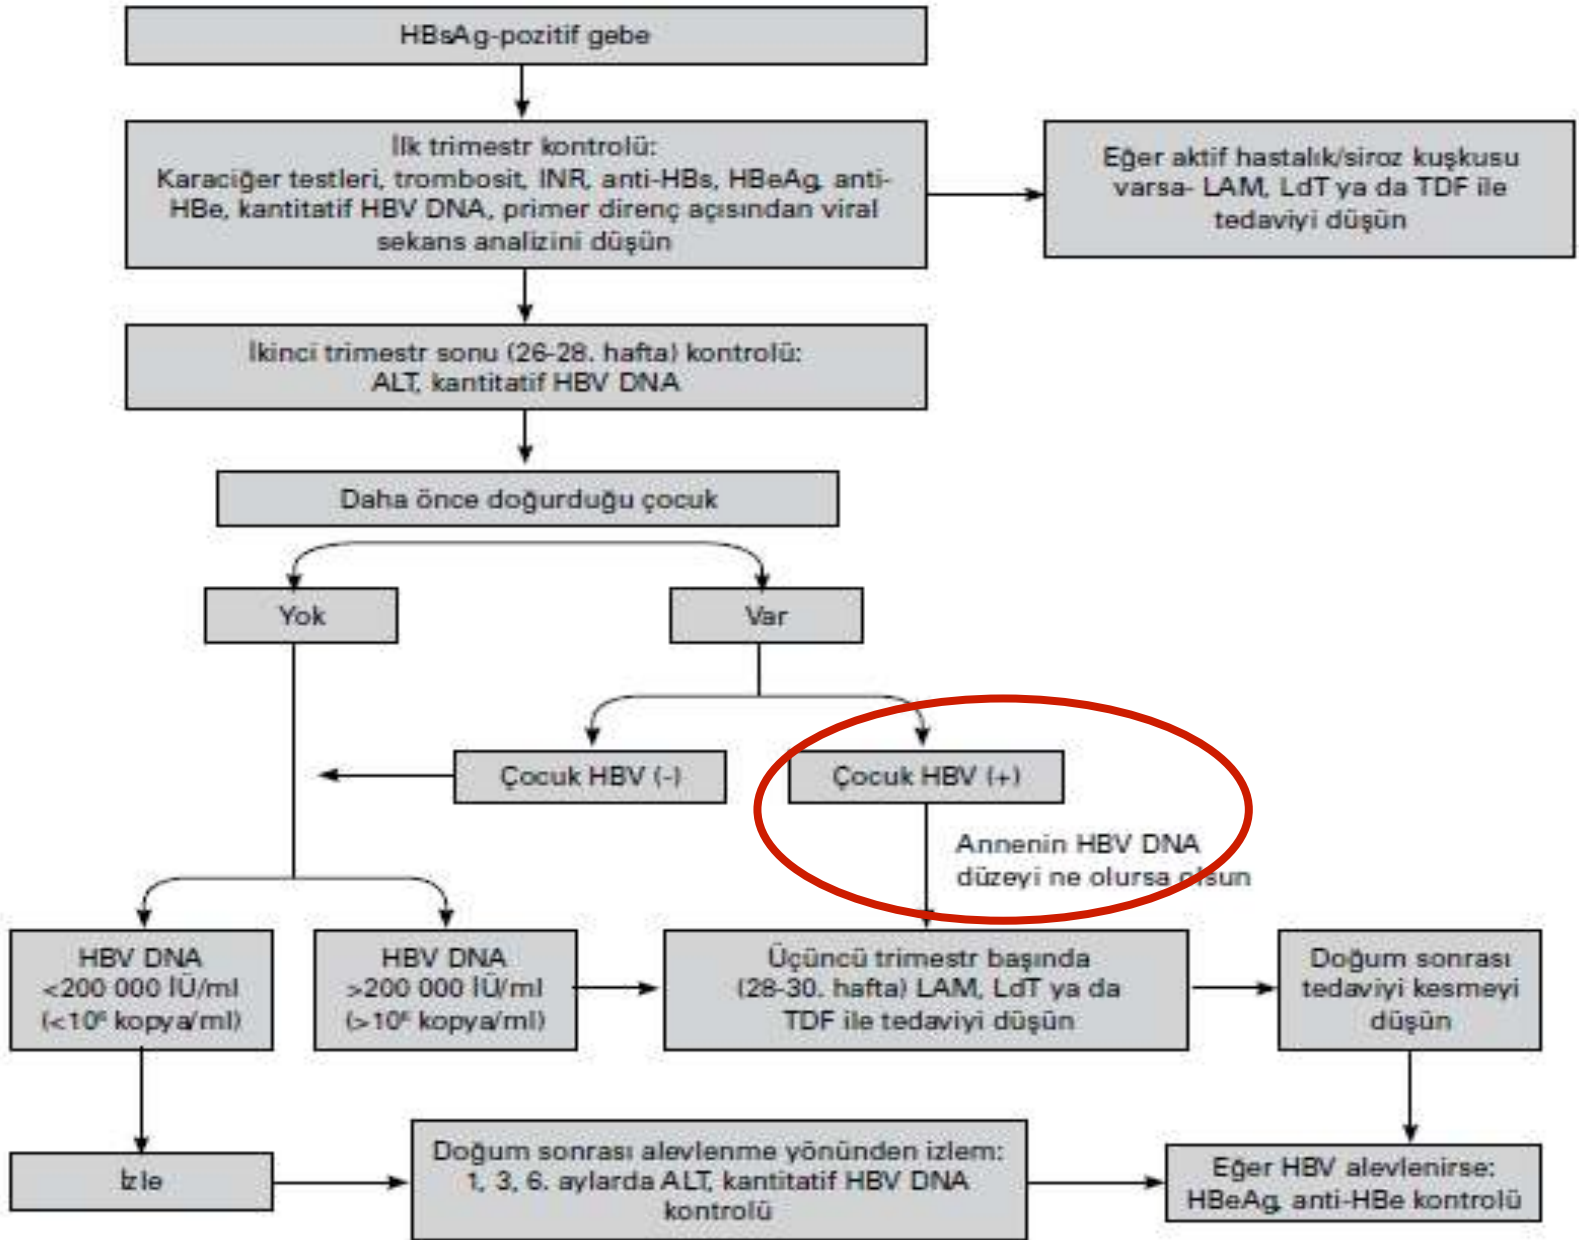 HBsAg-pozitif gebe
İlk trimestr kontrolü:
Karaciğer testleri, trombosit, INR, anti-HBs, HBeAg, anti-
HBe, kantitatif HBV DNA, primer direnç açısından viral
sekans analizini düşün
Eğer aktif hastalık/siroz kuşkusu
varsa- LAM, LdT ya da TDF ile
tedaviyi düşün
İkinci trimestr sonu (26-28. hafta) kontrolü:
ALT, kantitatif HBV DNA
Daha önce doğurduğu çocuk
Yok
Var
Çocuk HBV (-)
Çocuk HBV (+)
Annenin HBV DNA
düzeyi ne olursa olsun
HBV DNA
<200 000 İÜ/ml
(<10⁶ kopya/ml)
HBV DNA
>200 000 İÜ/ml
(>10⁶ kopya/ml)
Üçüncü trimestr başında
(28-30. hafta) LAM, LdT ya da
TDF ile tedaviyi düşün
Doğum sonrası
tedaviyi kesmeyi
düşün
İzle
Doğum sonrası alevlenme yönünden izlem:
1, 3, 6. aylarda ALT, kantitatif HBV DNA
kontrolü
Eğer HBV alevlenirse:
HBeAg, anti-HBe kontrolü